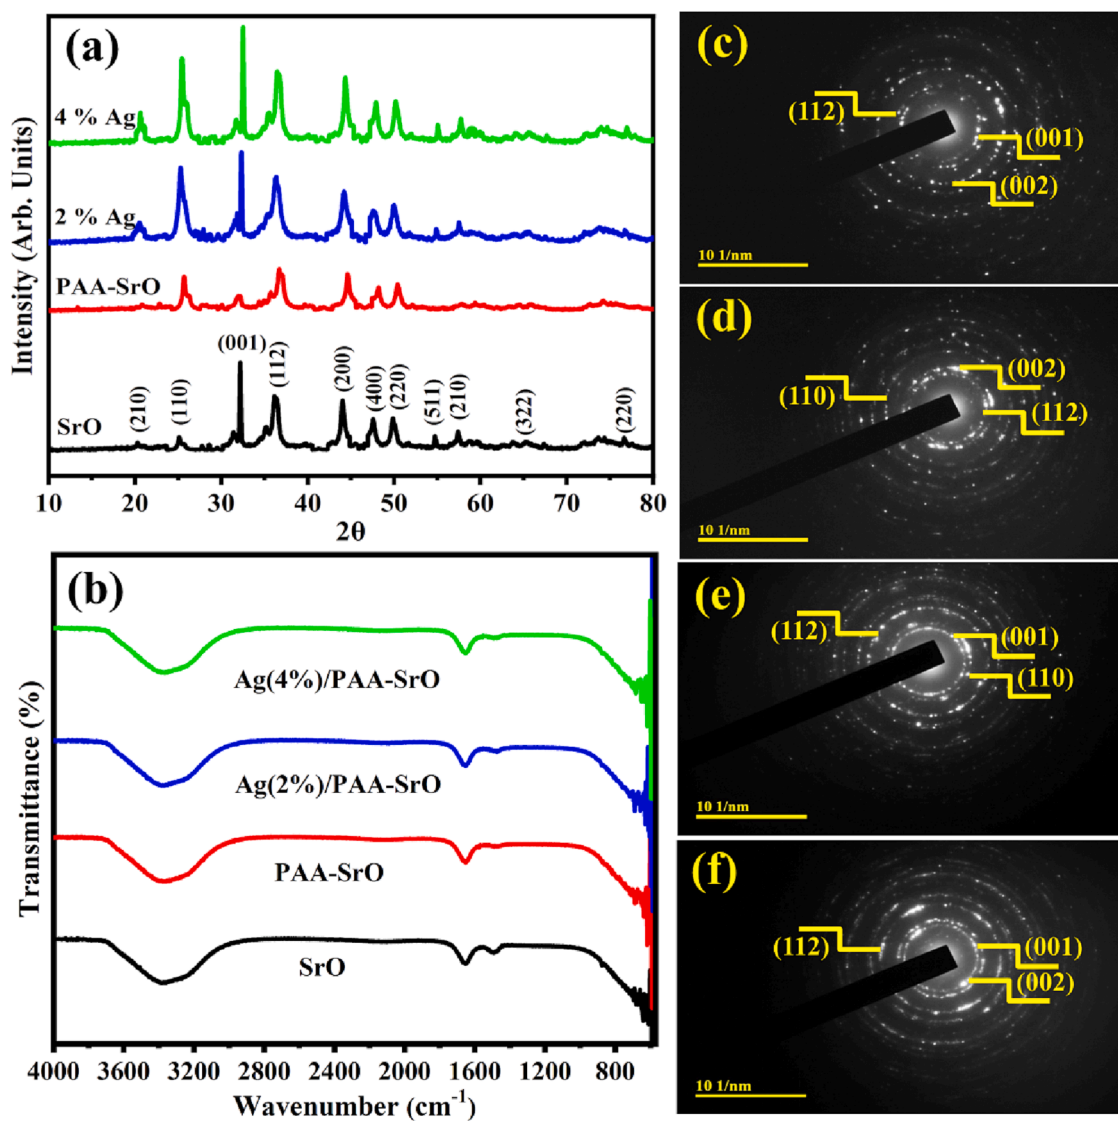 (a)
4 % Ag
2 % Ag
PAA-SrO
SrO
(210)
(110)
(001)
(112)
(200)
(400)
(220)
(511)
(210)
(322)
(220)
Intensity (Arb. Units)
10 20 30 40 50 60 70 80
2θ
(b)
Ag(4%)/PAA-SrO
Ag(2%)/PAA-SrO
PAA-SrO
SrO
Transmittance (%)
4000 3600 3200 2800 2400 2000 1600 1200 800
Wavenumber (cm⁻¹)
(c)
(112)
(001)
(002)
10 1/nm
(d)
(002)
(110)
(112)
10 1/nm
(e)
(112)
(001)
(110)
10 1/nm
(f)
(112)
(001)
(002)
10 1/nm